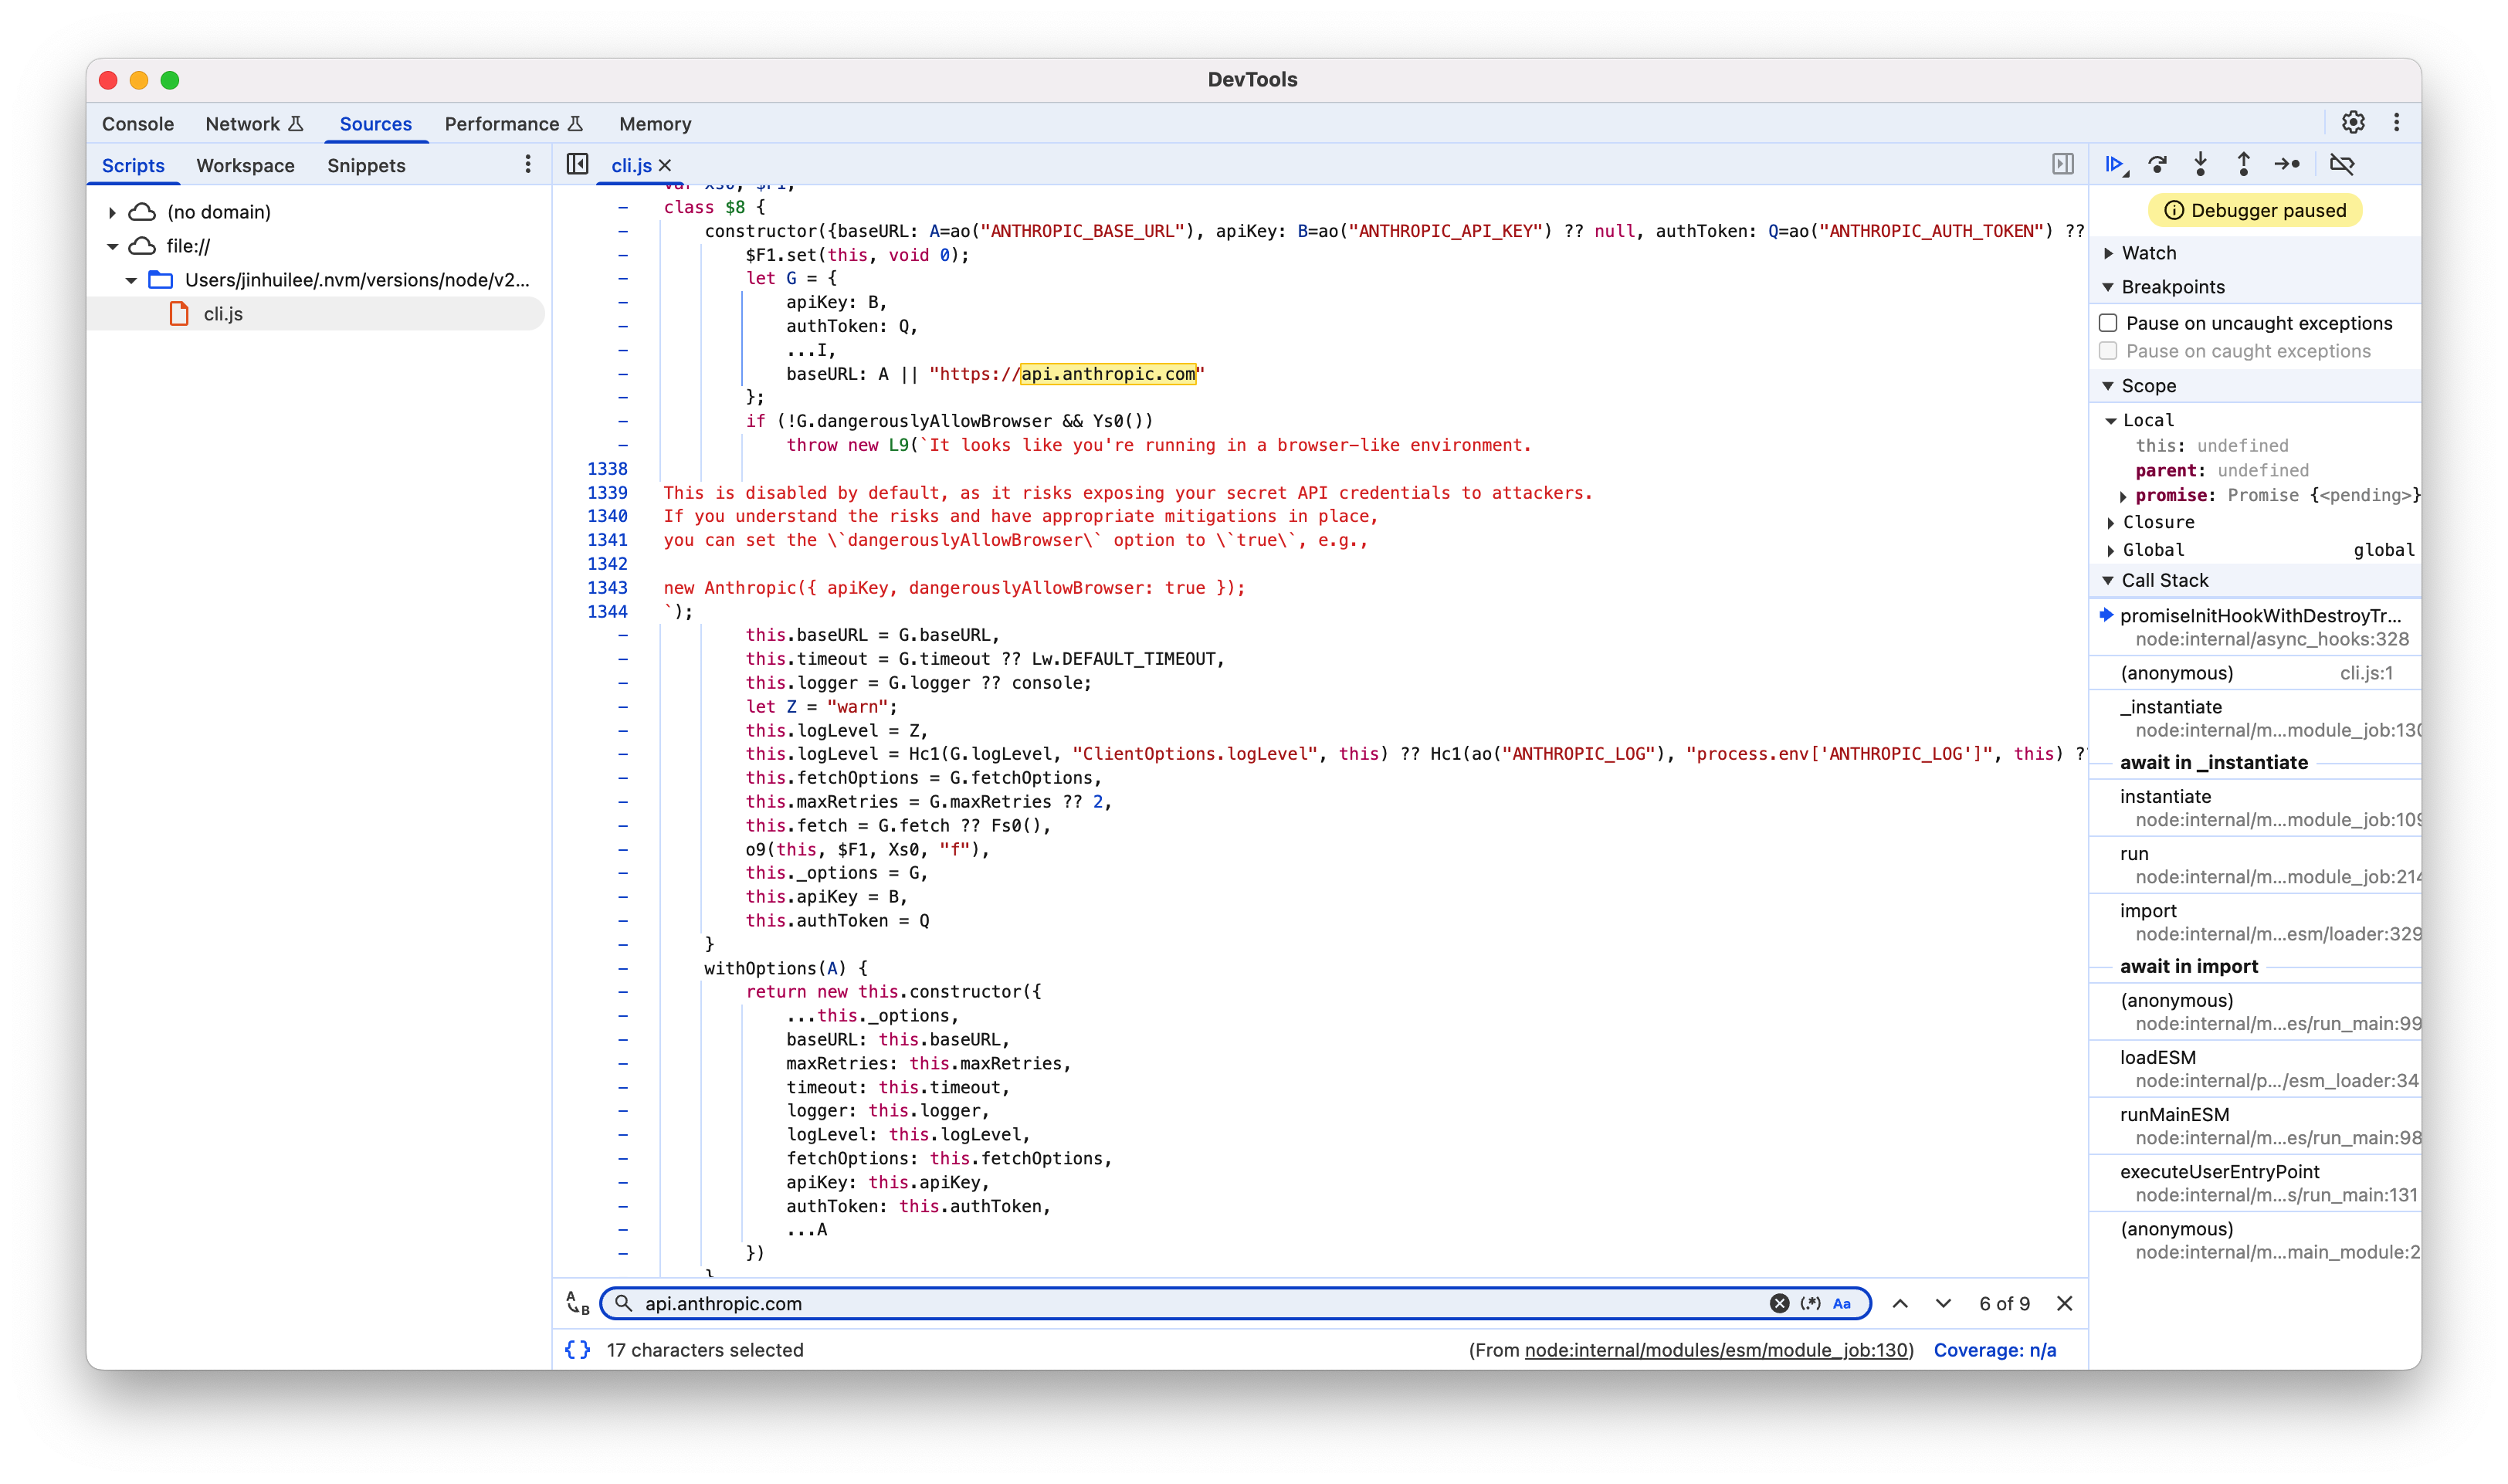 DevTools
Console Network Sources Performance Memory
Scripts Workspace Snippets
(no domain)
file://
Users/jinhuilee/.nvm/versions/node/v2...
cli.js
cli.js
var Xs0, $F1;
class $8 {
constructor({baseURL: A=ao("ANTHROPIC_BASE_URL"), apiKey: B=ao("ANTHROPIC_API_KEY") ?? null, authToken: Q=ao("ANTHROPIC_AUTH_TOKEN") ??
$F1.set(this, void 0);
let G = {
apiKey: B,
authToken: Q,
...I,
baseURL: A || "https://api.anthropic.com"
};
if (!G.dangerouslyAllowBrowser && Ys0())
throw new L9(`It looks like you're running in a browser-like environment.
1338
1339 This is disabled by default, as it risks exposing your secret API credentials to attackers.
1340 If you understand the risks and have appropriate mitigations in place,
1341 you can set the \`dangerouslyAllowBrowser\` option to \`true\`, e.g.,
1342
1343 new Anthropic({ apiKey, dangerouslyAllowBrowser: true });
1344 `);
this.baseURL = G.baseURL,
this.timeout = G.timeout ?? Lw.DEFAULT_TIMEOUT,
this.logger = G.logger ?? console;
let Z = "warn";
this.logLevel = Z,
this.logLevel = Hc1(G.logLevel, "ClientOptions.logLevel", this) ?? Hc1(ao("ANTHROPIC_LOG"), "process.env['ANTHROPIC_LOG']", this) ?
this.fetchOptions = G.fetchOptions,
this.maxRetries = G.maxRetries ?? 2,
this.fetch = G.fetch ?? Fs0(),
o9(this, $F1, Xs0, "f"),
this._options = G,
this.apiKey = B,
this.authToken = Q
}
withOptions(A) {
return new this.constructor({
...this._options,
baseURL: this.baseURL,
maxRetries: this.maxRetries,
timeout: this.timeout,
logger: this.logger,
logLevel: this.logLevel,
fetchOptions: this.fetchOptions,
apiKey: this.apiKey,
authToken: this.authToken,
...A
})
}
api.anthropic.com (.*) Aa 6 of 9
{} 17 characters selected (From node:internal/modules/esm/module_job:130) Coverage: n/a
Debugger paused
Watch
Breakpoints
Pause on uncaught exceptions
Pause on caught exceptions
Scope
Local
this: undefined
parent: undefined
promise: Promise {<pending>}
Closure
Global global
Call Stack
promiseInitHookWithDestroyTr...
node:internal/async_hooks:328
(anonymous) cli.js:1
_instantiate
node:internal/m...module_job:130
await in _instantiate
instantiate
node:internal/m...module_job:109
run
node:internal/m...module_job:214
import
node:internal/m...esm/loader:329
await in import
(anonymous)
node:internal/m...es/run_main:99
loadESM
node:internal/p.../esm_loader:34
runMainESM
node:internal/m...es/run_main:98
executeUserEntryPoint
node:internal/m...s/run_main:131
(anonymous)
node:internal/m...main_module:2